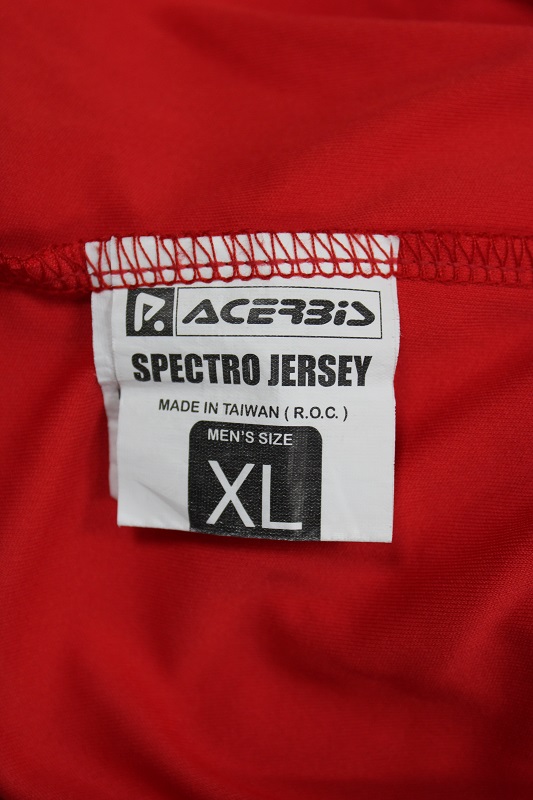 ACERBIS
SPECTRO JERSEY
MADE IN TAIWAN ( R.O.C. )
MEN'S SIZE
XL